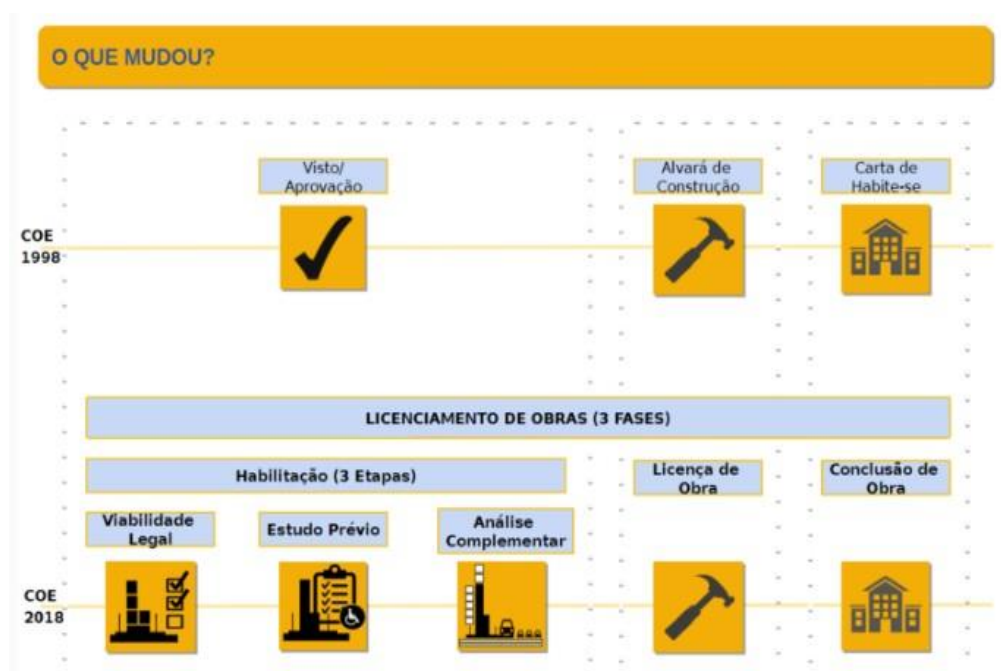 O QUE MUDOU?
Visto/
Aprovação
Alvará de
Construção
Carta de
Habite-se
COE
1998
LICENCIAMENTO DE OBRAS (3 FASES)
Habilitação (3 Etapas)
Licença de
Obra
Conclusão de
Obra
Viabilidade
Legal
Estudo Prévio
Análise
Complementar
COE
2018